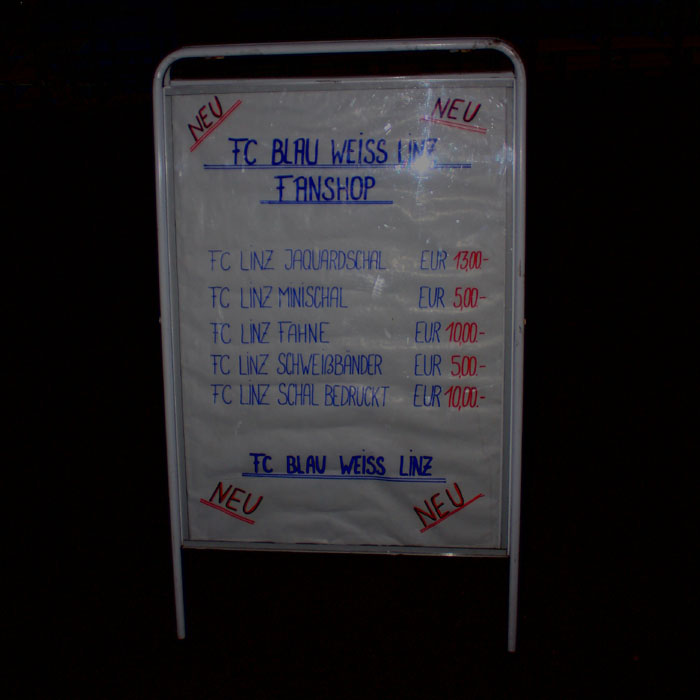 NEU NEU
FC BLAU WEISS LINZ
FANSHOP
FC LINZ JAQUARDSCHAL EUR 13,00-
FC LINZ MINISCHAL EUR 5,00-
FC LINZ FAHNE EUR 10,00.-
FC LINZ SCHWEIßBÄNDER EUR 5,00.-
FC LINZ SCHAL BEDRUCKT EUR 10,00.-
FC BLAU WEISS LINZ
NEU NEU